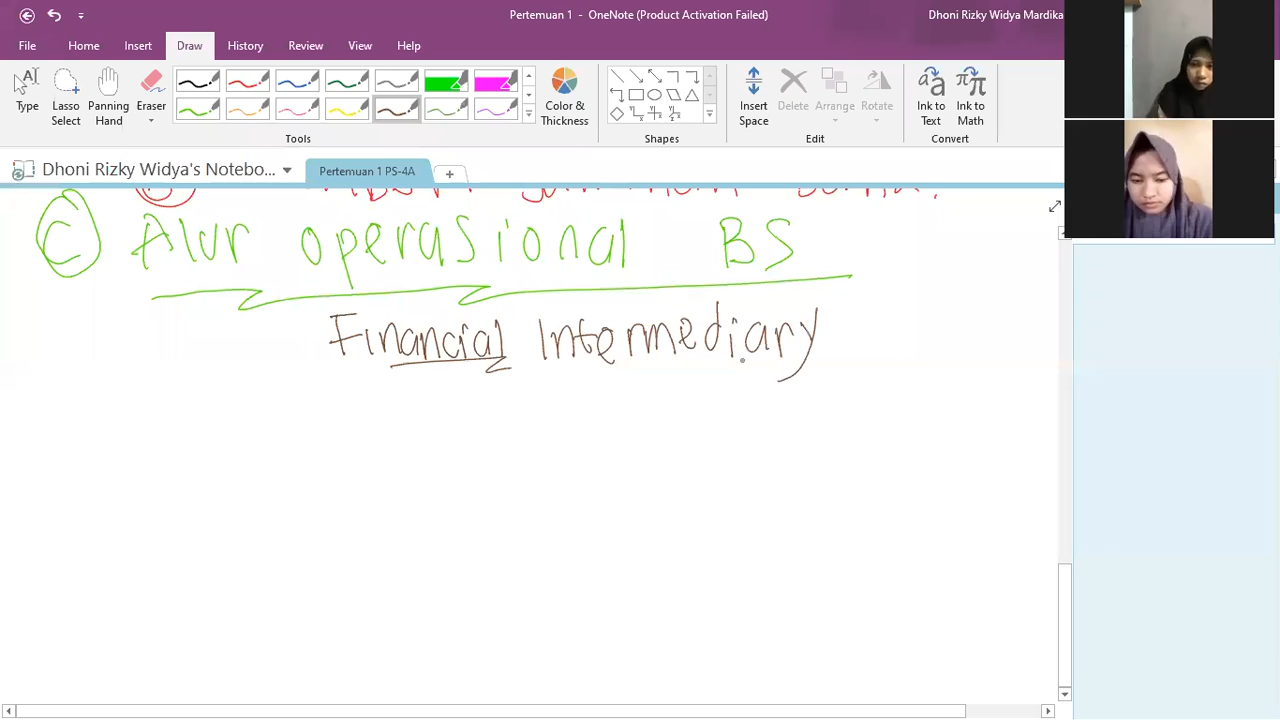 Pertemuan 1 - OneNote (Product Activation Failed)
Dhoni Rizky Widya Mardika
File Home Insert Draw History Review View Help
Type
Lasso Select
Panning Hand
Eraser
Color & Thickness
Insert Space
Delete
Arrange
Rotate
Ink to Text
Ink to Math
Tools
Shapes
Edit
Convert
Dhoni Rizky Widya's Notebo...
Pertemuan 1 PS-4A
C Alur operasional BS
Financial Intermediary